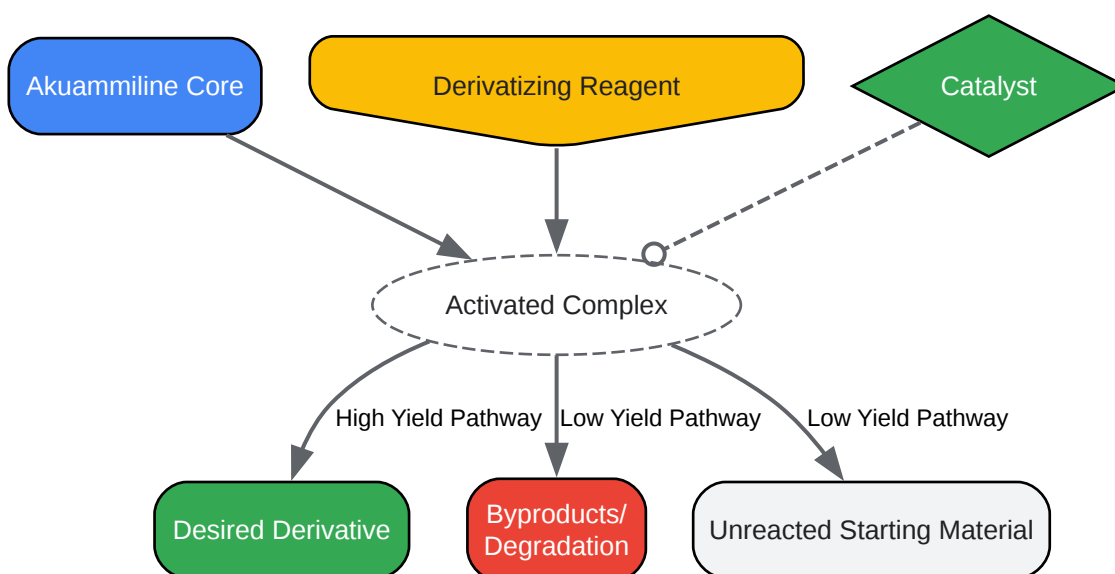 Akuammiline Core
Derivatizing Reagent
Catalyst
Activated Complex
High Yield Pathway
Low Yield Pathway
Low Yield Pathway
Desired Derivative
Byproducts/
Degradation
Unreacted Starting Material